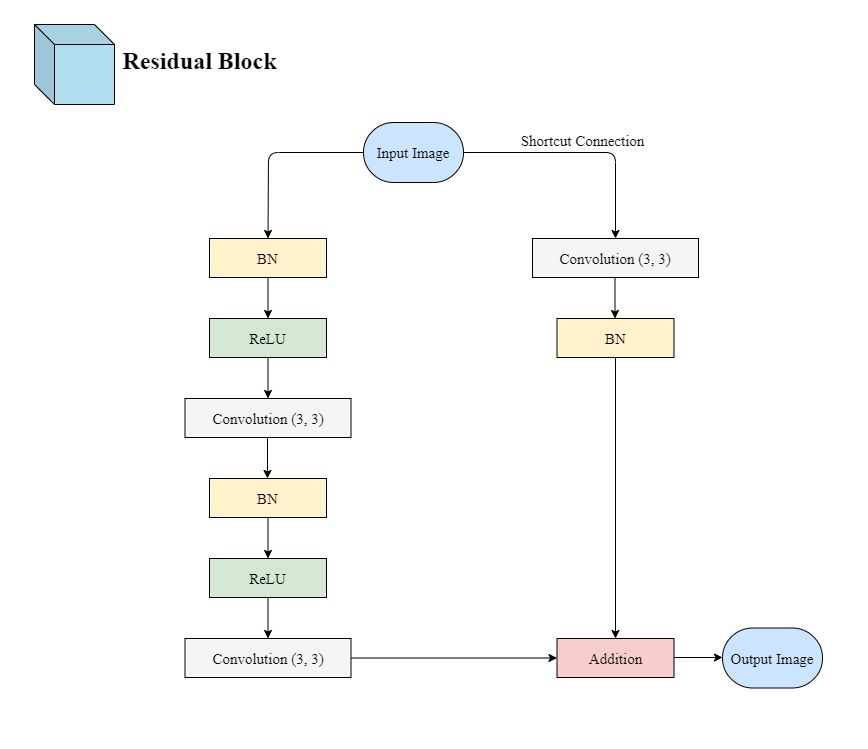 Residual Block
Input Image
Shortcut Connection
BN
Convolution (3, 3)
ReLU
BN
Convolution (3, 3)
BN
ReLU
Convolution (3, 3)
Addition
Output Image